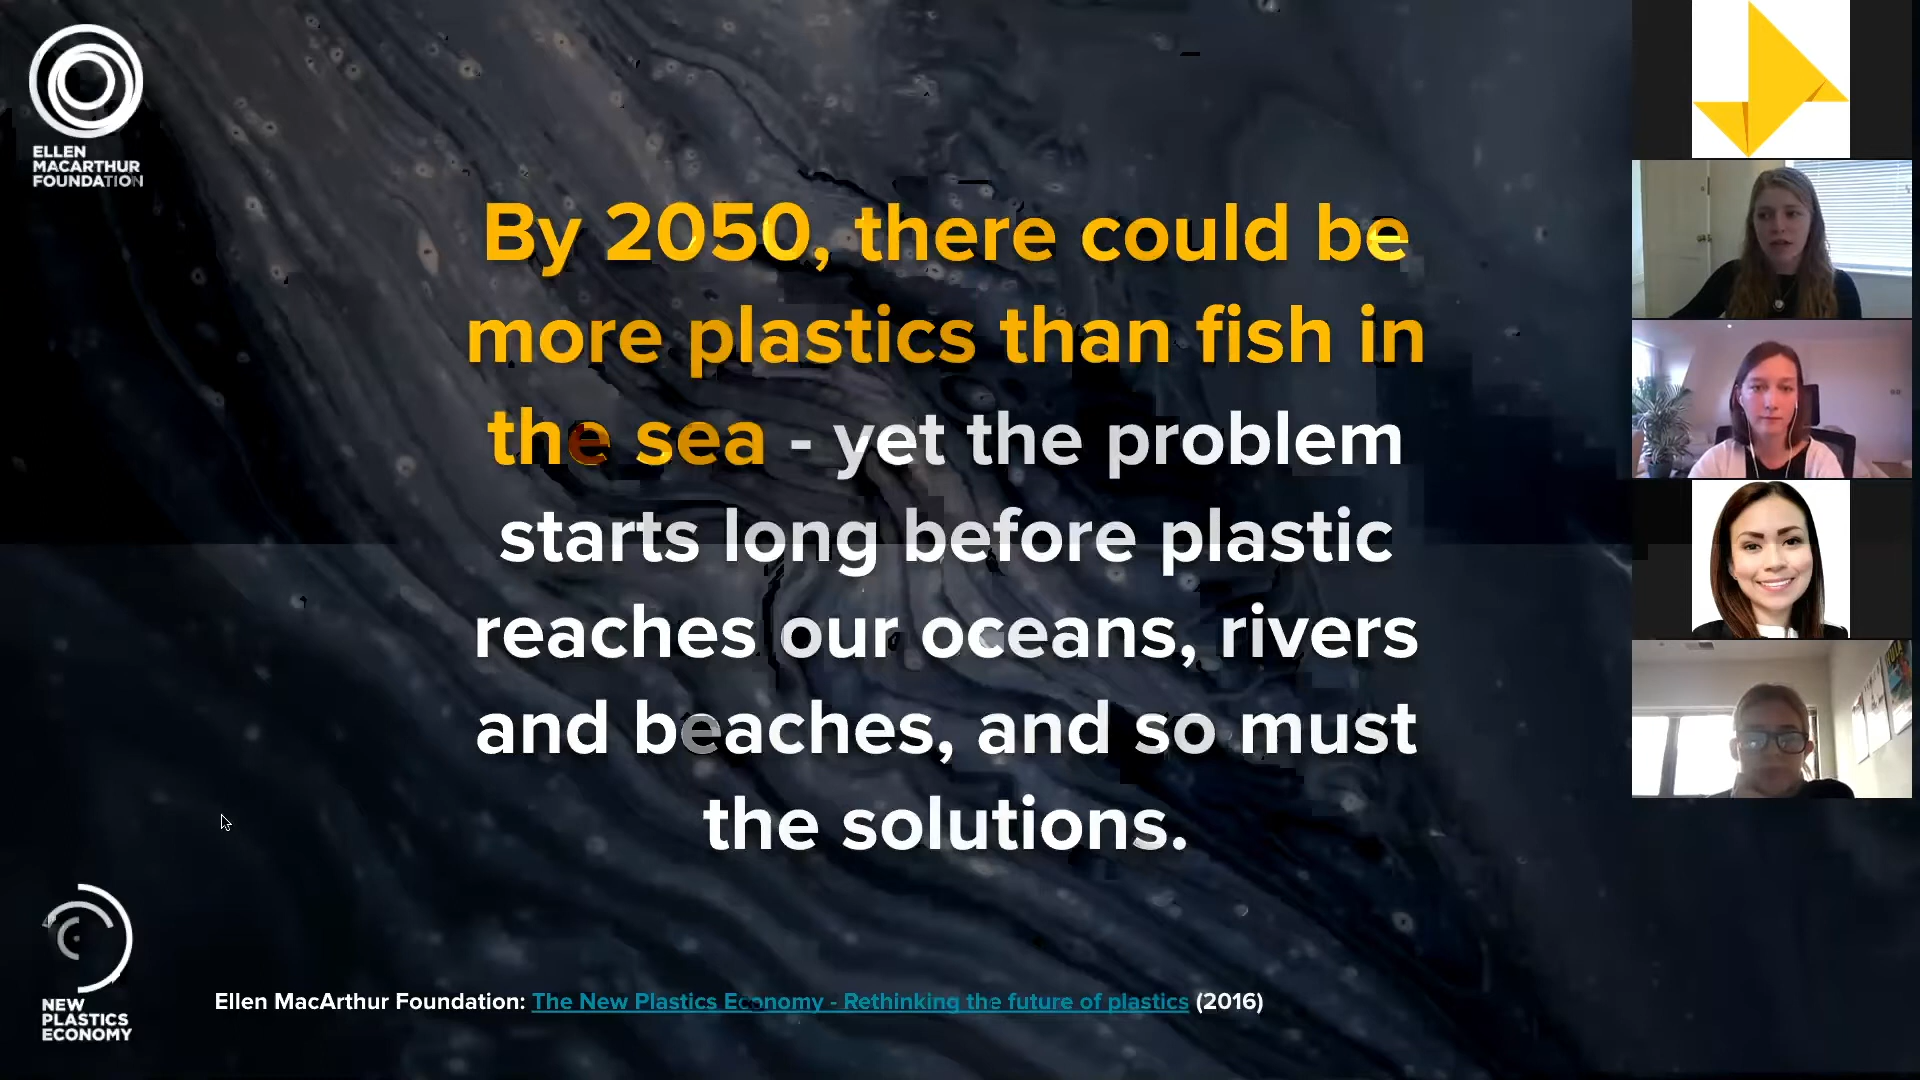 ELLEN
MACARTHUR
FOUNDATION
By 2050, there could be
more plastics than fish in
the sea - yet the problem
starts long before plastic
reaches our oceans, rivers
and beaches, and so must
the solutions.
NEW
PLASTICS
ECONOMY
Ellen MacArthur Foundation: The New Plastics Economy - Rethinking the future of plastics (2016)